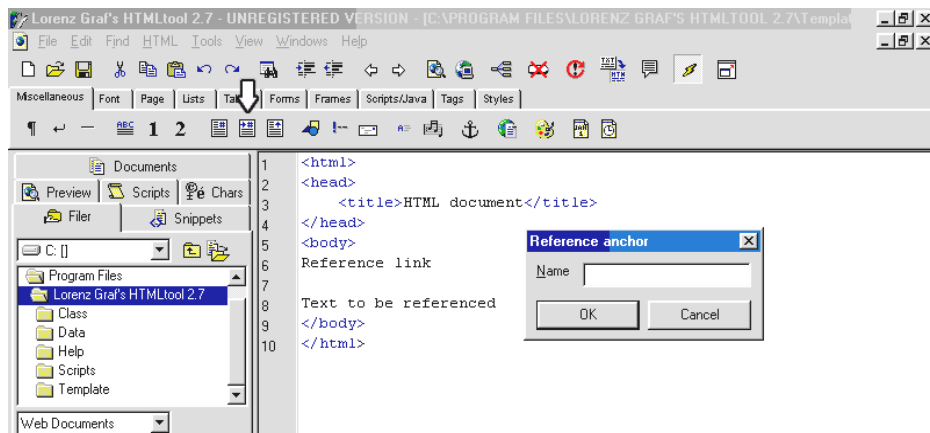 Lorenz Graf's HTMLtool 2.7 - UNREGISTERED VERSION - [C:\PROGRAM FILES\LORENZ GRAF'S HTMLTOOL 2.7\Templat
File Edit Find HTML Tools View Windows Help
Miscellaneous Font Page Lists Forms Frames Scripts/Java Tags Styles
ABC 1 2
Documents
Preview Scripts Chars
Filer Snippets
C: []
Program Files
Lorenz Graf's HTMLtool 2.7
Class
Data
Help
Scripts
Template
Web Documents
1 <html>
2 <head>
3 <title>HTML document</title>
4 </head>
5 <body>
6 Reference link
7
8 Text to be referenced
9 </body>
10 </html>
Reference anchor
Name
OK Cancel